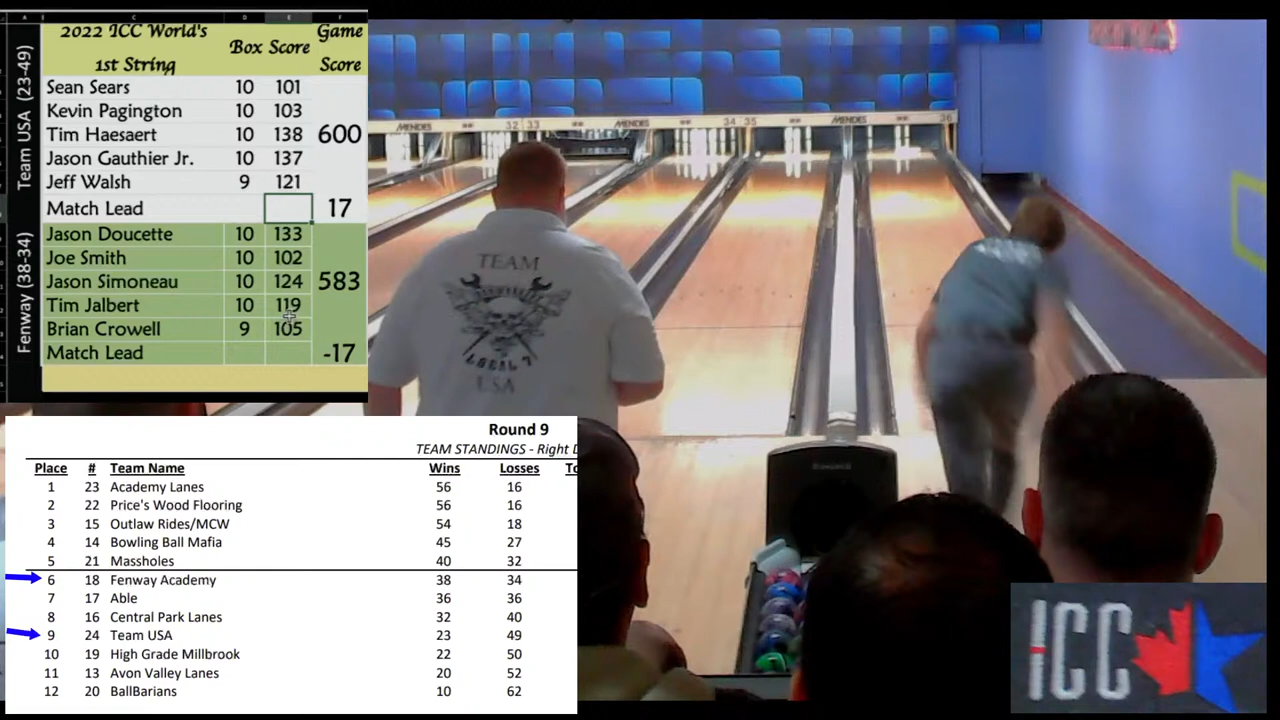 2022 ICC World's
1st String
Box Score
Game
Score
Team USA (23-49)
Sean Sears 10 101
Kevin Pagington 10 103
Tim Haesaert 10 138 600
Jason Gauthier Jr. 10 137
Jeff Walsh 9 121
Match Lead 17
Fenway (38-34)
Jason Doucette 10 133
Joe Smith 10 102
Jason Simoneau 10 124 583
Tim Jalbert 10 119
Brian Crowell 9 105
Match Lead -17
MENDES 32 33 MENDES 34 35 MENDES 36
TEAM
LOCAL 7
USA
Round 9
TEAM STANDINGS - Right
Place # Team Name Wins Losses
1 23 Academy Lanes 56 16
2 22 Price's Wood Flooring 56 16
3 15 Outlaw Rides/MCW 54 18
4 14 Bowling Ball Mafia 45 27
5 21 Massholes 40 32
6 18 Fenway Academy 38 34
7 17 Able 36 36
8 16 Central Park Lanes 32 40
9 24 Team USA 23 49
10 19 High Grade Millbrook 22 50
11 13 Avon Valley Lanes 20 52
12 20 BallBarians 10 62
ICC